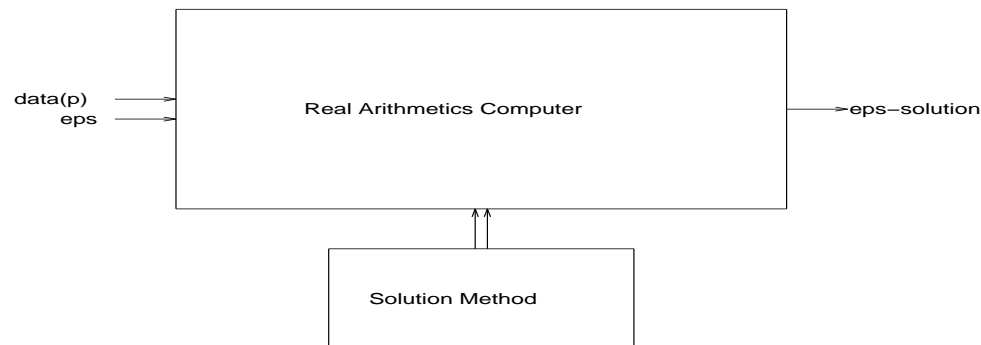 data(p)
eps
Real Arithmetics Computer
eps-solution
Solution Method